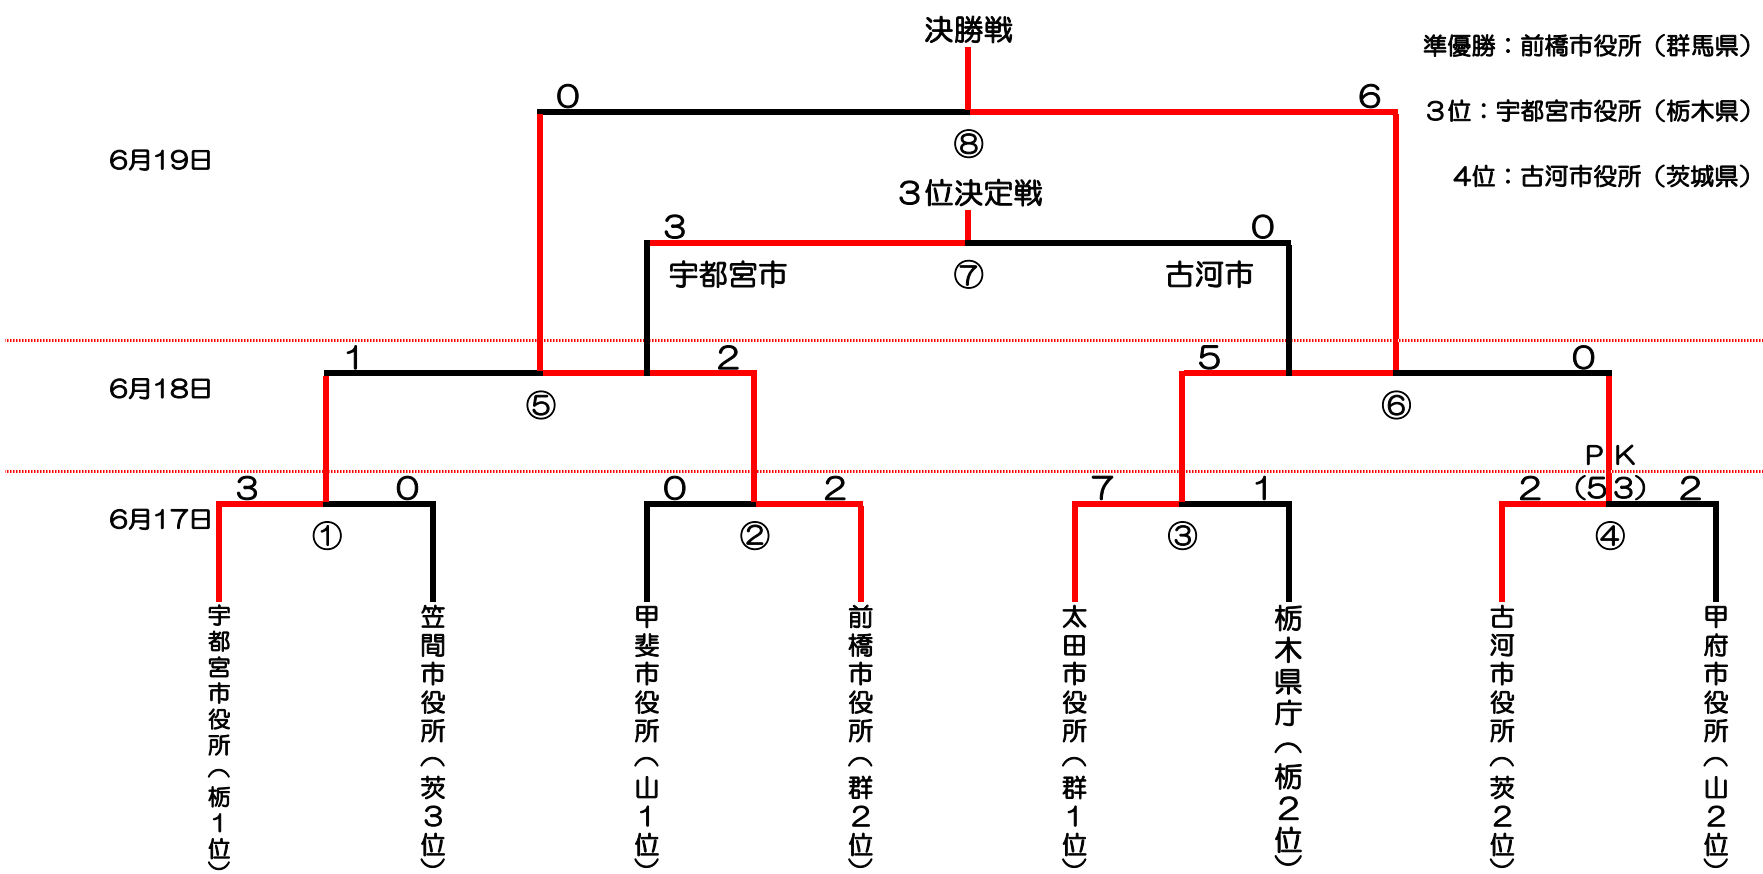 決勝戦
準優勝：前橋市役所（群馬県）
0 6
３位：宇都宮市役所（栃木県）
⑧
6月19日
４位：古河市役所（茨城県）
３位決定戦
3 0
宇都宮市 ⑦ 古河市
1 2 5 0
6月18日 ⑤ ⑥
ＰＫ
3 0 0 2 7 1 2 （5 3） 2
6月17日 ① ② ③ ④
宇都宮市役所（栃１位）
笠間市役所（茨３位）
甲斐市役所（山１位）
前橋市役所（群２位）
太田市役所（群１位）
栃木県庁（栃２位）
古河市役所（茨２位）
甲府市役所（山２位）